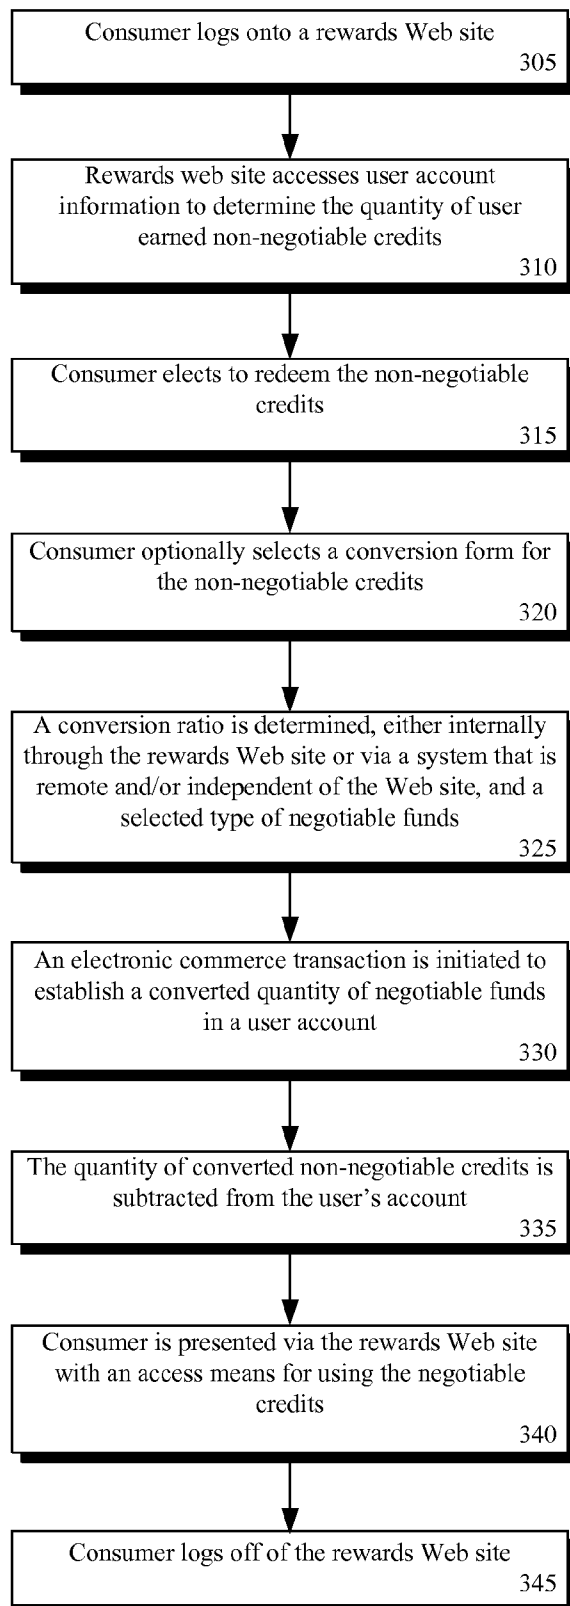 Consumer logs onto a rewards Web site
305
Rewards web site accesses user account
information to determine the quantity of user
earned non-negotiable credits
310
Consumer elects to redeem the non-negotiable
credits
315
Consumer optionally selects a conversion form for
the non-negotiable credits
320
A conversion ratio is determined, either internally
through the rewards Web site or via a system that is
remote and/or independent of the Web site, and a
selected type of negotiable funds
325
An electronic commerce transaction is initiated to
establish a converted quantity of negotiable funds
in a user account
330
The quantity of converted non-negotiable credits is
subtracted from the user’s account
335
Consumer is presented via the rewards Web site
with an access means for using the negotiable
credits
340
Consumer logs off of the rewards Web site
345